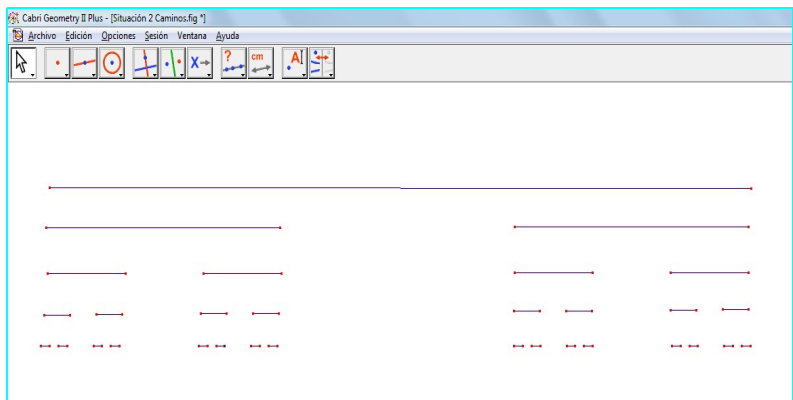 Cabri Geometry II Plus - [Situación 2 Caminos.fig *]
Archivo Edición Opciones Sesión Ventana Ayuda
X ? cm A